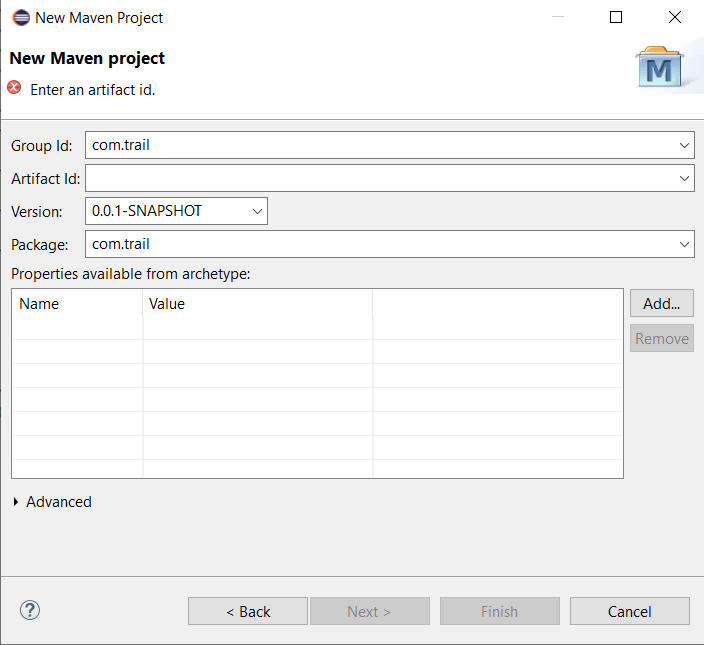 New Maven Project
New Maven project
Enter an artifact id.
M
Group Id: com.trail
Artifact Id:
Version: 0.0.1-SNAPSHOT
Package: com.trail
Properties available from archetype:
Name Value
Add...
Remove
Advanced
? < Back Next > Finish Cancel